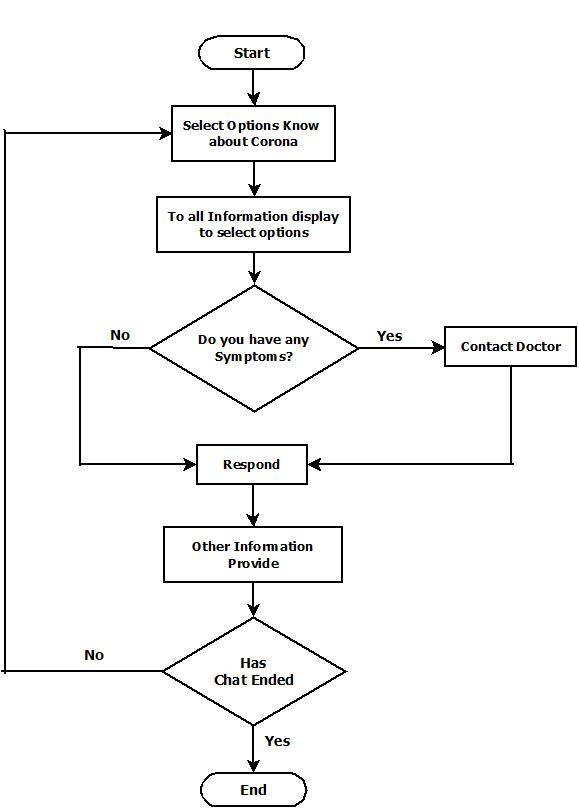 Start
Select Options Know
about Corona
To all Information display
to select options
Do you have any
Symptoms?
No
Yes
Contact Doctor
Respond
Other Information
Provide
Has
Chat Ended
No
Yes
End